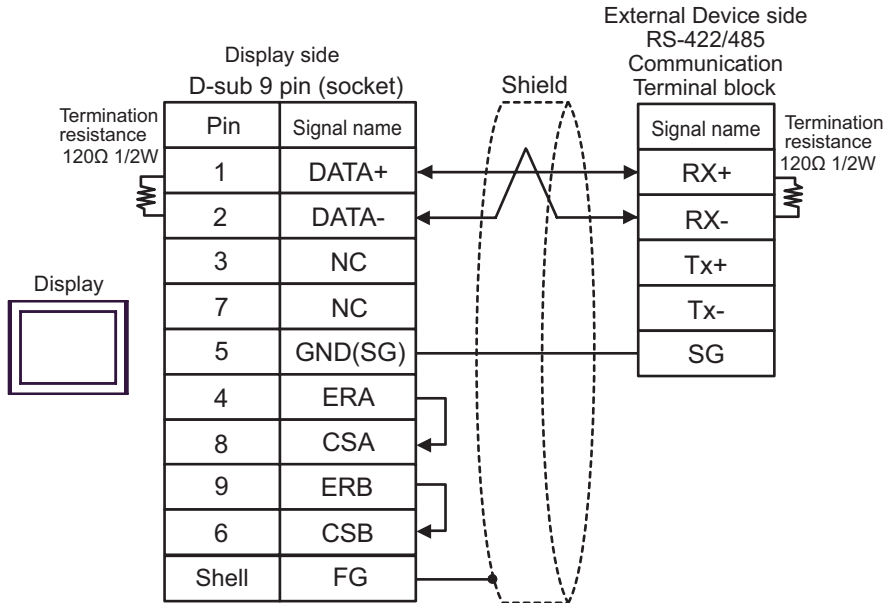 External Device side
RS-422/485
Communication
Terminal block
Display side
D-sub 9 pin (socket)
Shield
Termination
resistance
120Ω 1/2W
Pin Signal name
1 DATA+
2 DATA-
3 NC
7 NC
5 GND(SG)
4 ERA
8 CSA
9 ERB
6 CSB
Shell FG
Display
Signal name
RX+
RX-
Tx+
Tx-
SG
Termination
resistance
120Ω 1/2W